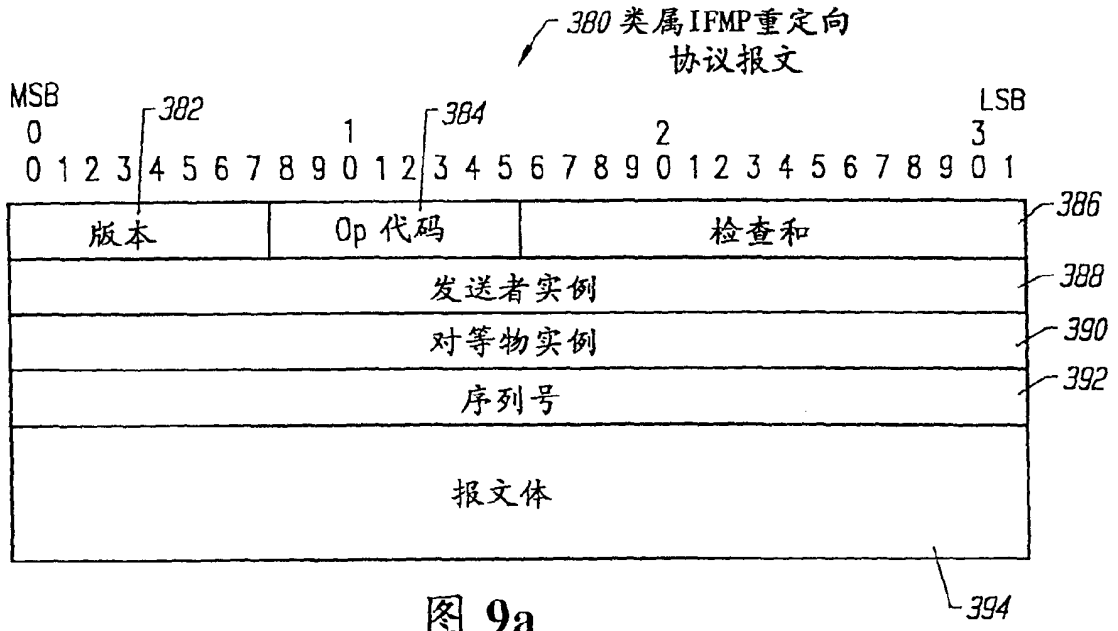 380 类属IFMP重定向
协议报文
MSB
LSB
382
384
0 1 2 3
0 1 2 3 4 5 6 7 8 9 0 1 2 3 4 5 6 7 8 9 0 1 2 3 4 5 6 7 8 9 0 1
版本 Op 代码 检查和 386
发送者实例 388
对等物实例 390
序列号 392
报文体
394
图 9a